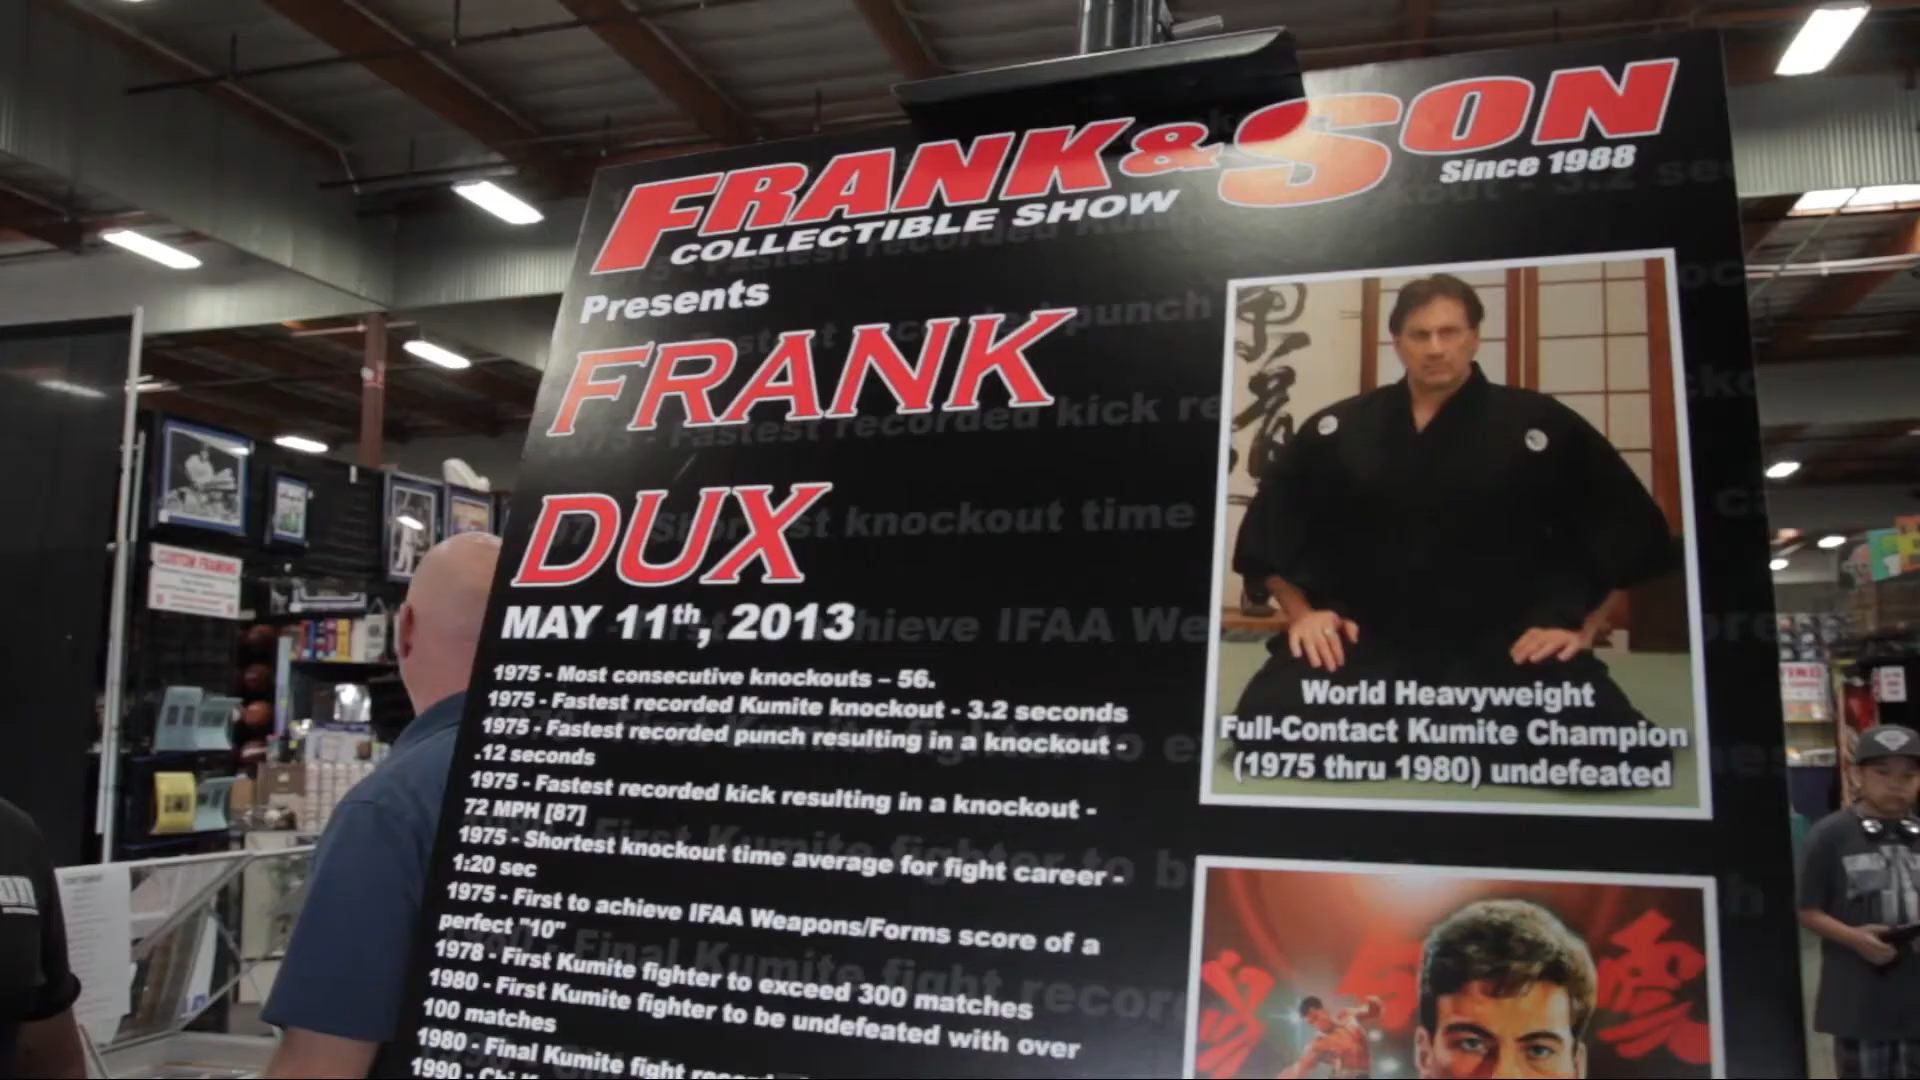 FRANK & SON
COLLECTIBLE SHOW
Since 1988
Presents
FRANK
DUX
MAY 11th, 2013
1975 - Most consecutive knockouts – 56.
1975 - Fastest recorded Kumite knockout - 3.2 seconds
1975 - Fastest recorded punch resulting in a knockout -
.12 seconds
1975 - Fastest recorded kick resulting in a knockout -
72 MPH [87]
1975 - Shortest knockout time average for fight career -
1:20 sec
1975 - First to achieve IFAA Weapons/Forms score of a
perfect "10"
1978 - First Kumite fighter to exceed 300 matches
1980 - First Kumite fighter to be undefeated with over
100 matches
1980 - Final Kumite fight
1990 -
World Heavyweight
Full-Contact Kumite Champion
(1975 thru 1980) undefeated
CUSTOM FRAMING